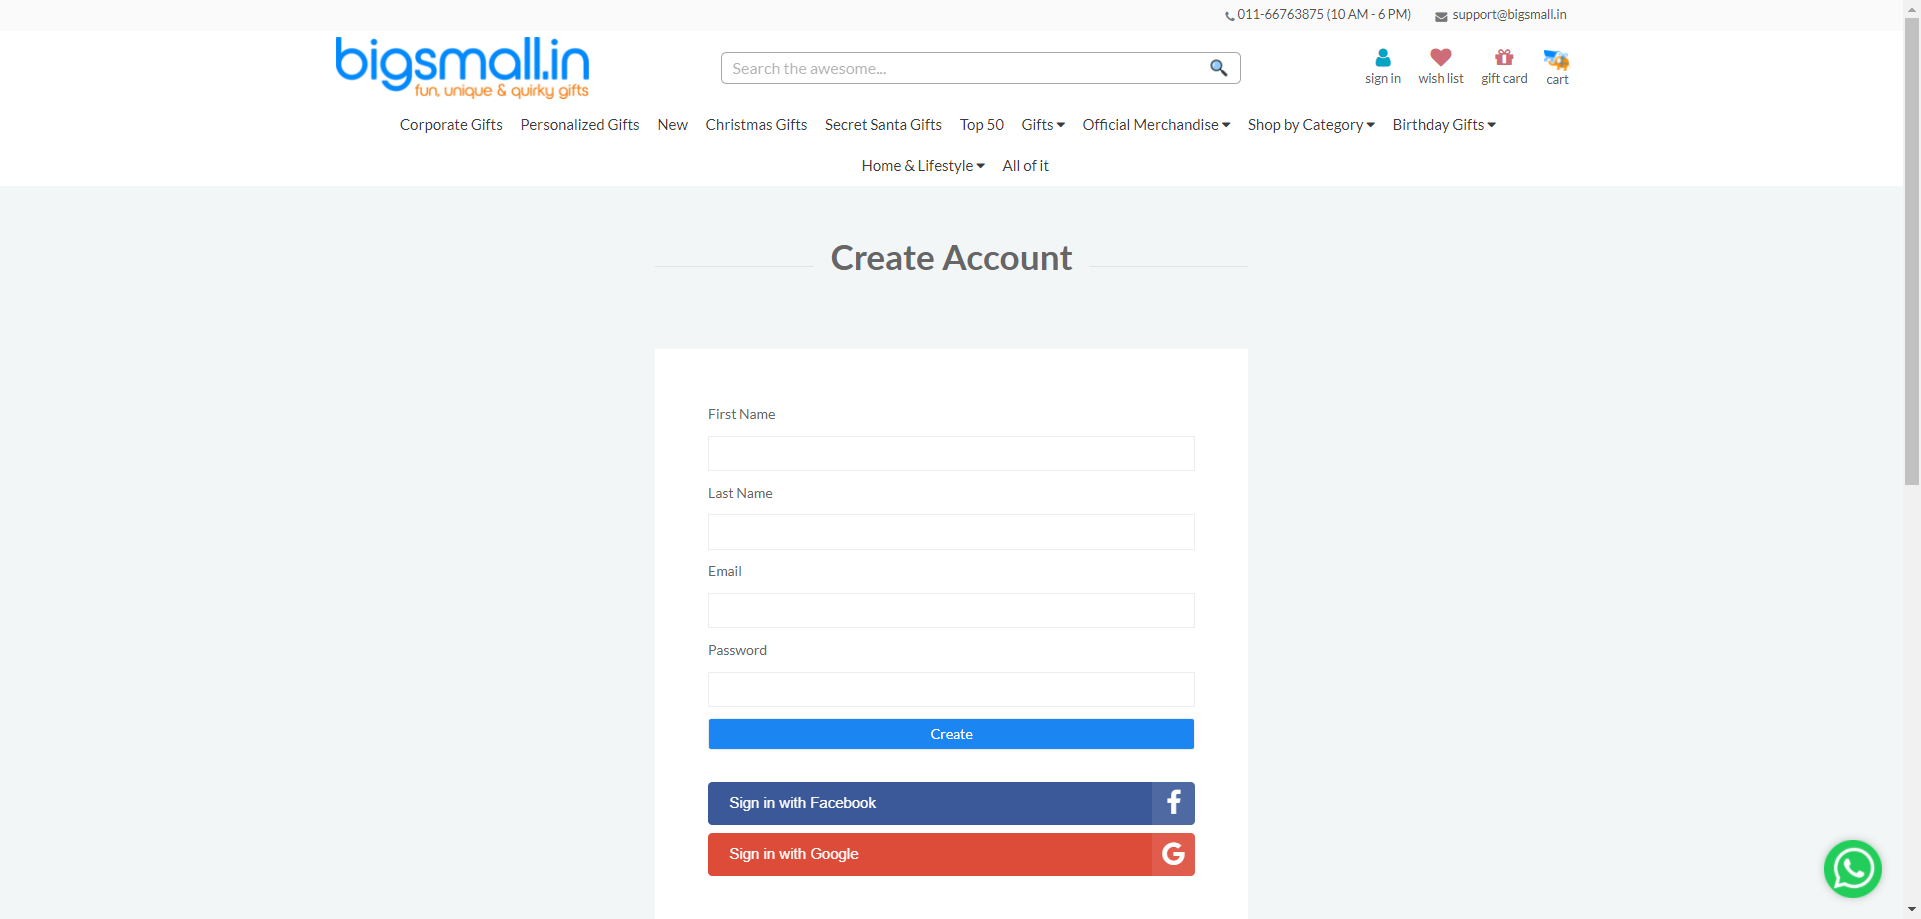 011-66763875 (10 AM - 6 PM) support@bigsmall.in
bigsmall.in
fun, unique & quirky gifts
Search the awesome...
sign in wish list gift card cart
Corporate Gifts Personalized Gifts New Christmas Gifts Secret Santa Gifts Top 50 Gifts Official Merchandise Shop by Category Birthday Gifts
Home & Lifestyle All of it
Create Account
First Name
Last Name
Email
Password
Create
Sign in with Facebook
Sign in with Google